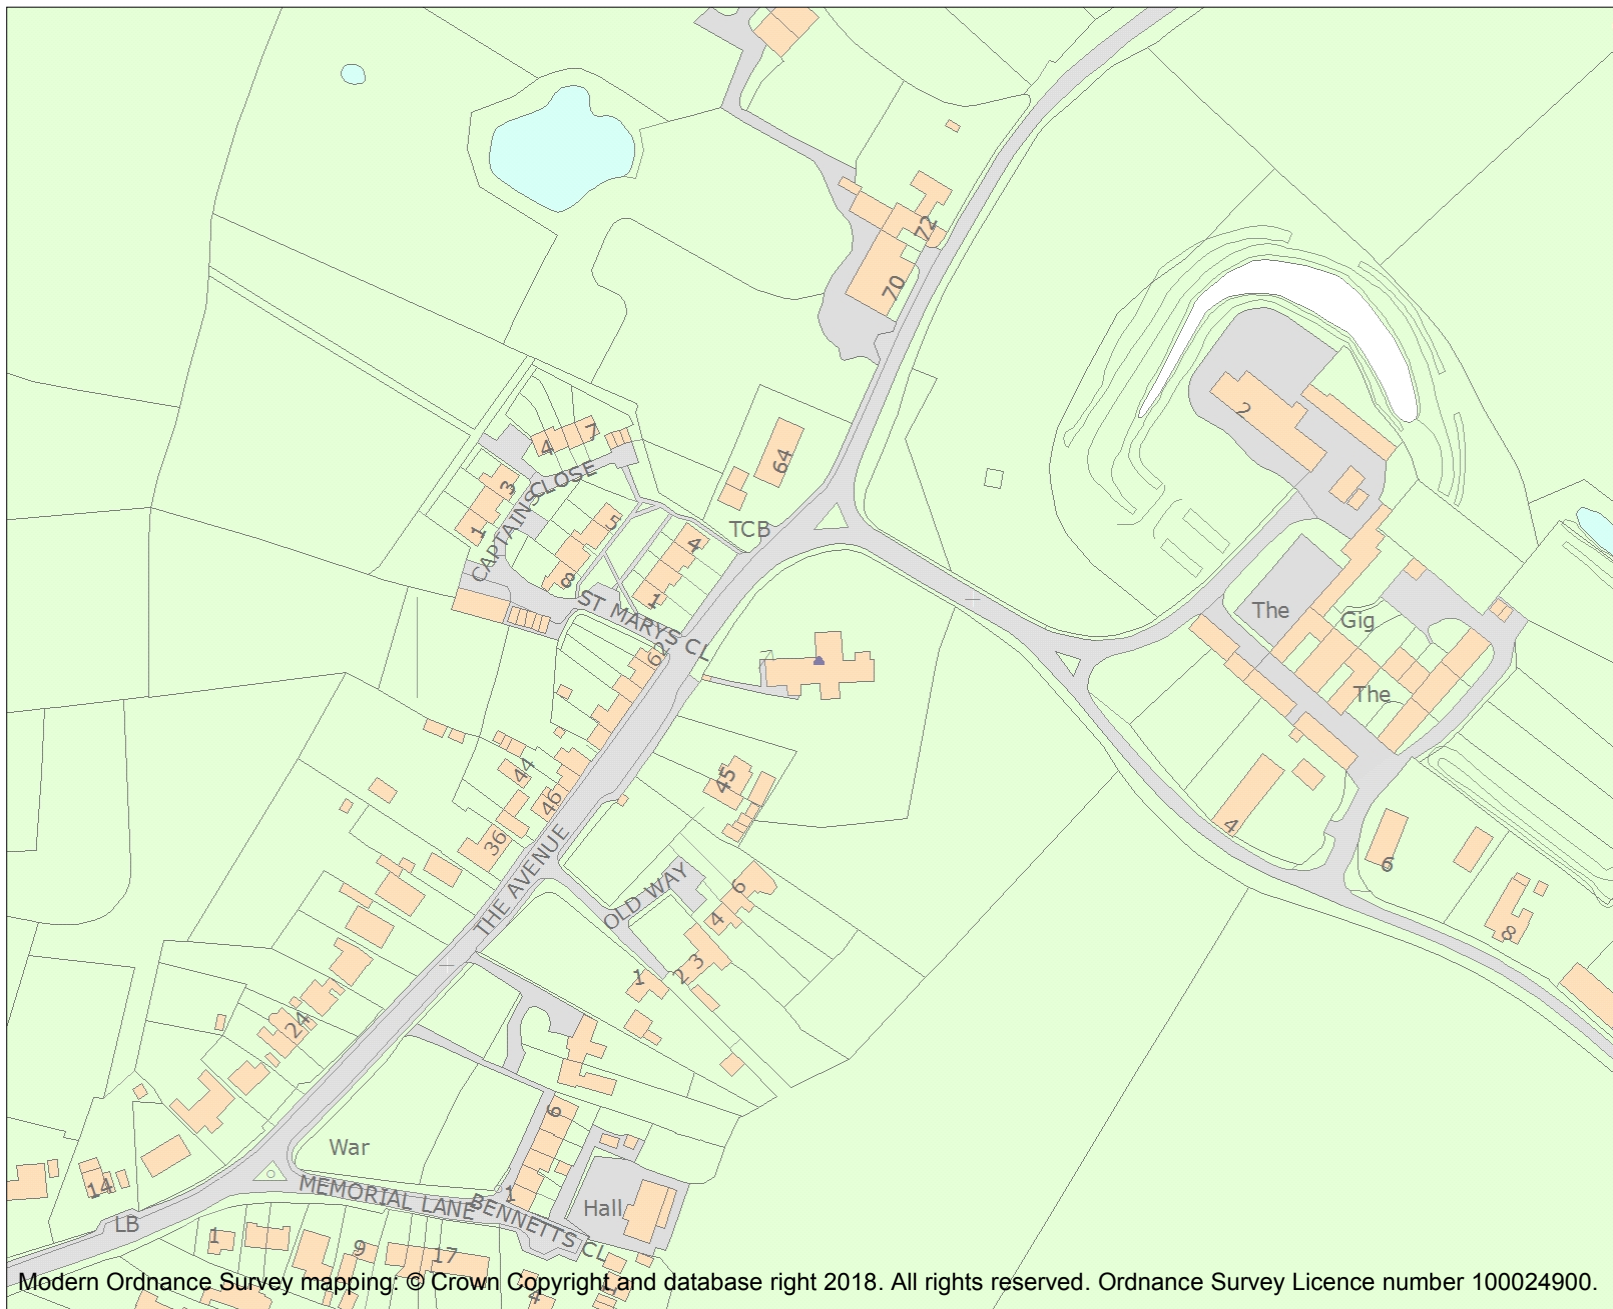 72
70
2
7
4
CLOSE
64
3
1
CAPTAINS
5
8
TCB
4
1
ST MARYS CL
62
The
Gig
The
44
46
45
36
THE AVENUE
OLD WAY
6
4
4
6
8
1
2 3
24
6
War
14
MEMORIAL LANE
1
BENNETTS CL
Hall
LB
1
9
17
4
Modern Ordnance Survey mapping: © Crown Copyright and database right 2018. All rights reserved. Ordnance Survey Licence number 100024900.